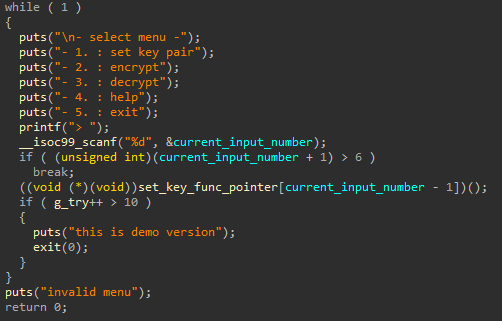 while ( 1 )
{
puts("\n- select menu -");
puts("- 1. : set key pair");
puts("- 2. : encrypt");
puts("- 3. : decrypt");
puts("- 4. : help");
puts("- 5. : exit");
printf("> ");
__isoc99_scanf("%d", &current_input_number);
if ( (unsigned int)(current_input_number + 1) > 6 )
break;
((void (*)(void))set_key_func_pointer[current_input_number - 1])();
if ( g_try++ > 10 )
{
puts("this is demo version");
exit(0);
}
}
puts("invalid menu");
return 0;